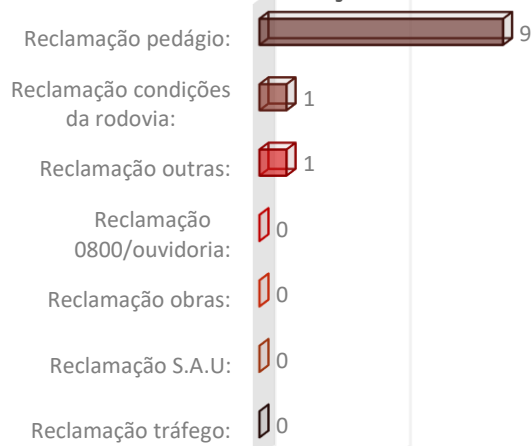 Reclamação pedágio: 9
Reclamação condições
da rodovia: 1
Reclamação outras: 1
Reclamação
0800/ouvidoria: 0
Reclamação obras: 0
Reclamação S.A.U: 0
Reclamação tráfego: 0